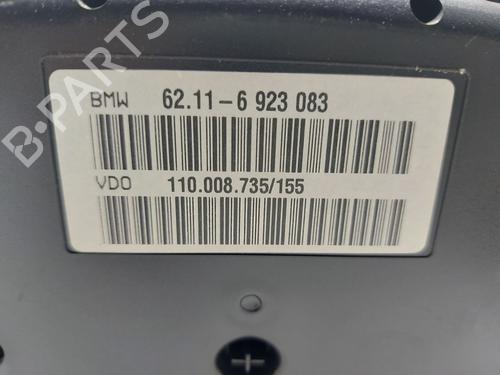 BMW 62.11-6 923 083
VDO 110.008.735/155
B-PARTS